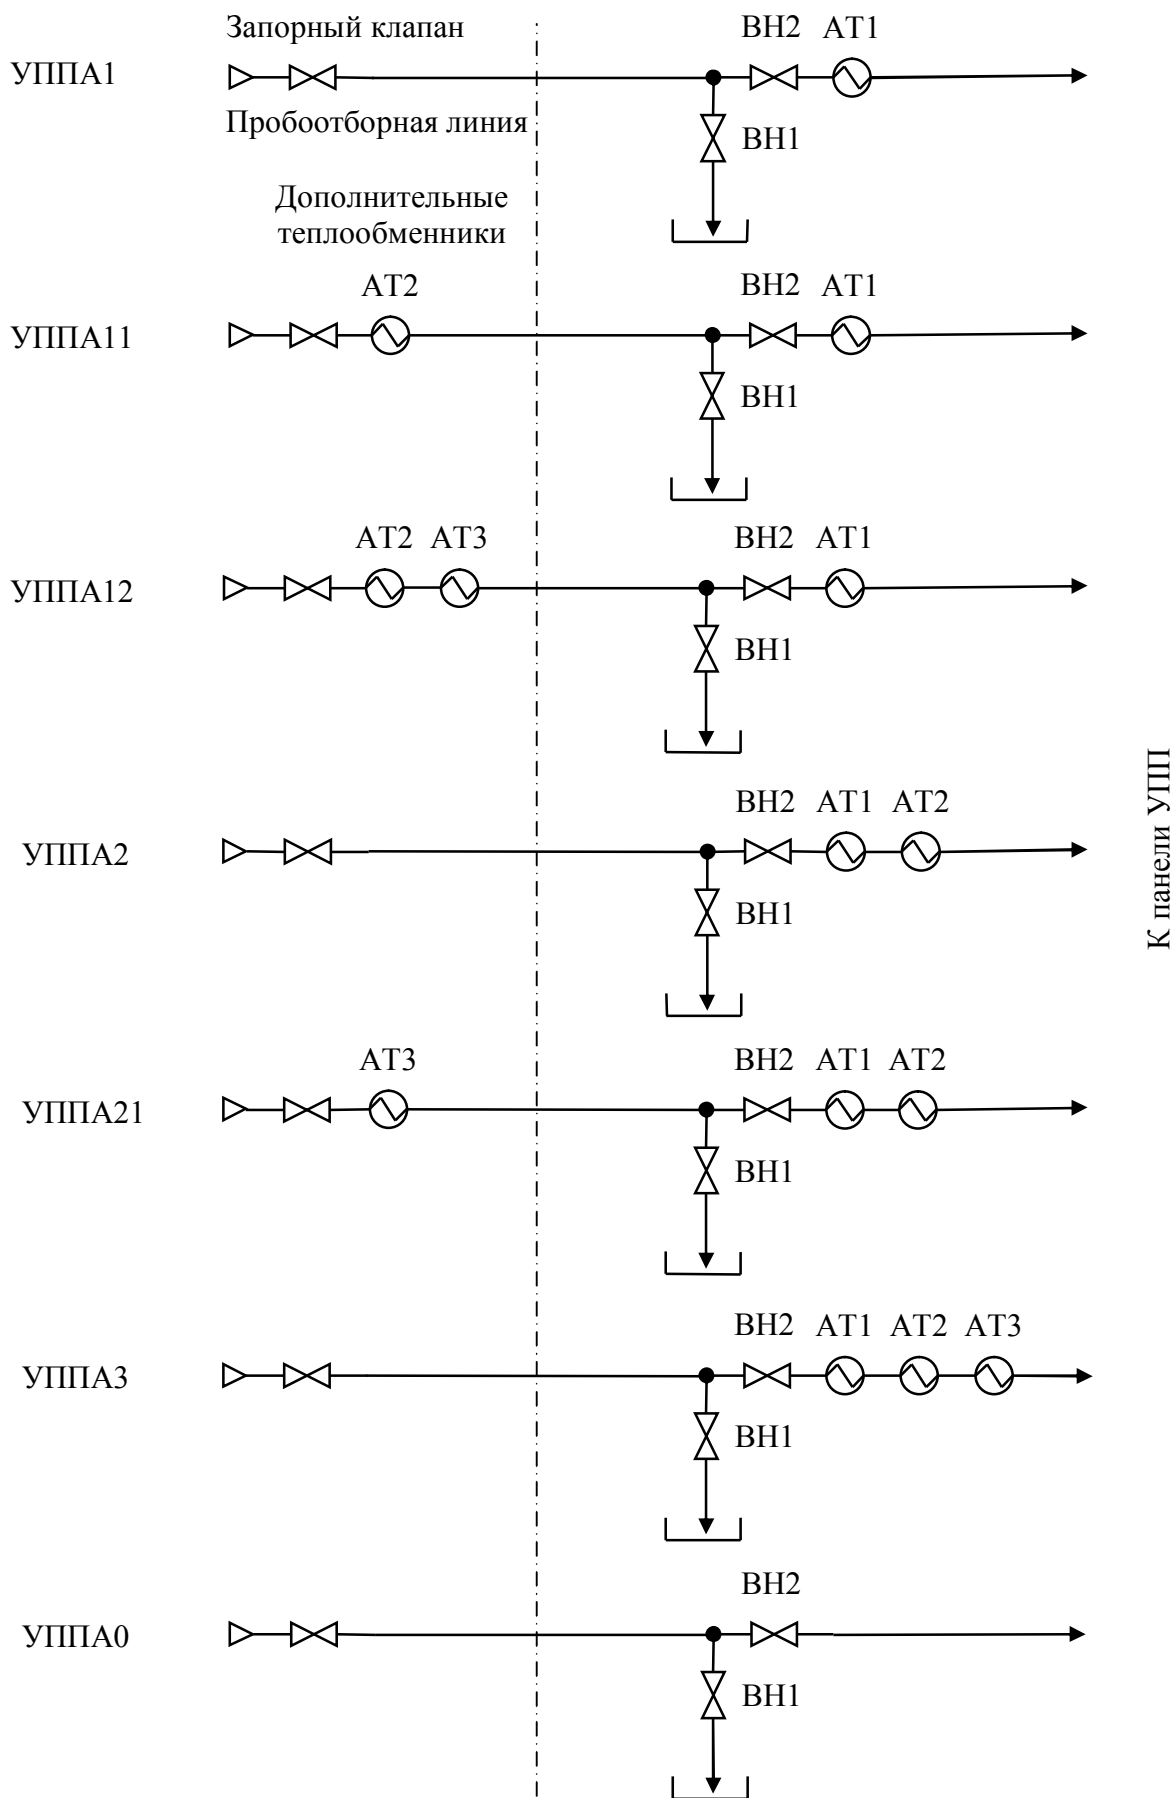 Запорный клапан
ВН2 АТ1
УППА1
Пробоотборная линия
ВН1
Дополнительные
теплообменники
АТ2
ВН2 АТ1
УППА11
ВН1
АТ2 АТ3
ВН2 АТ1
УППА12
ВН1
К панели УПП
ВН2 АТ1 АТ2
УППА2
ВН1
АТ3
ВН2 АТ1 АТ2
УППА21
ВН1
ВН2 АТ1 АТ2 АТ3
УППА3
ВН1
ВН2
УППА0
ВН1